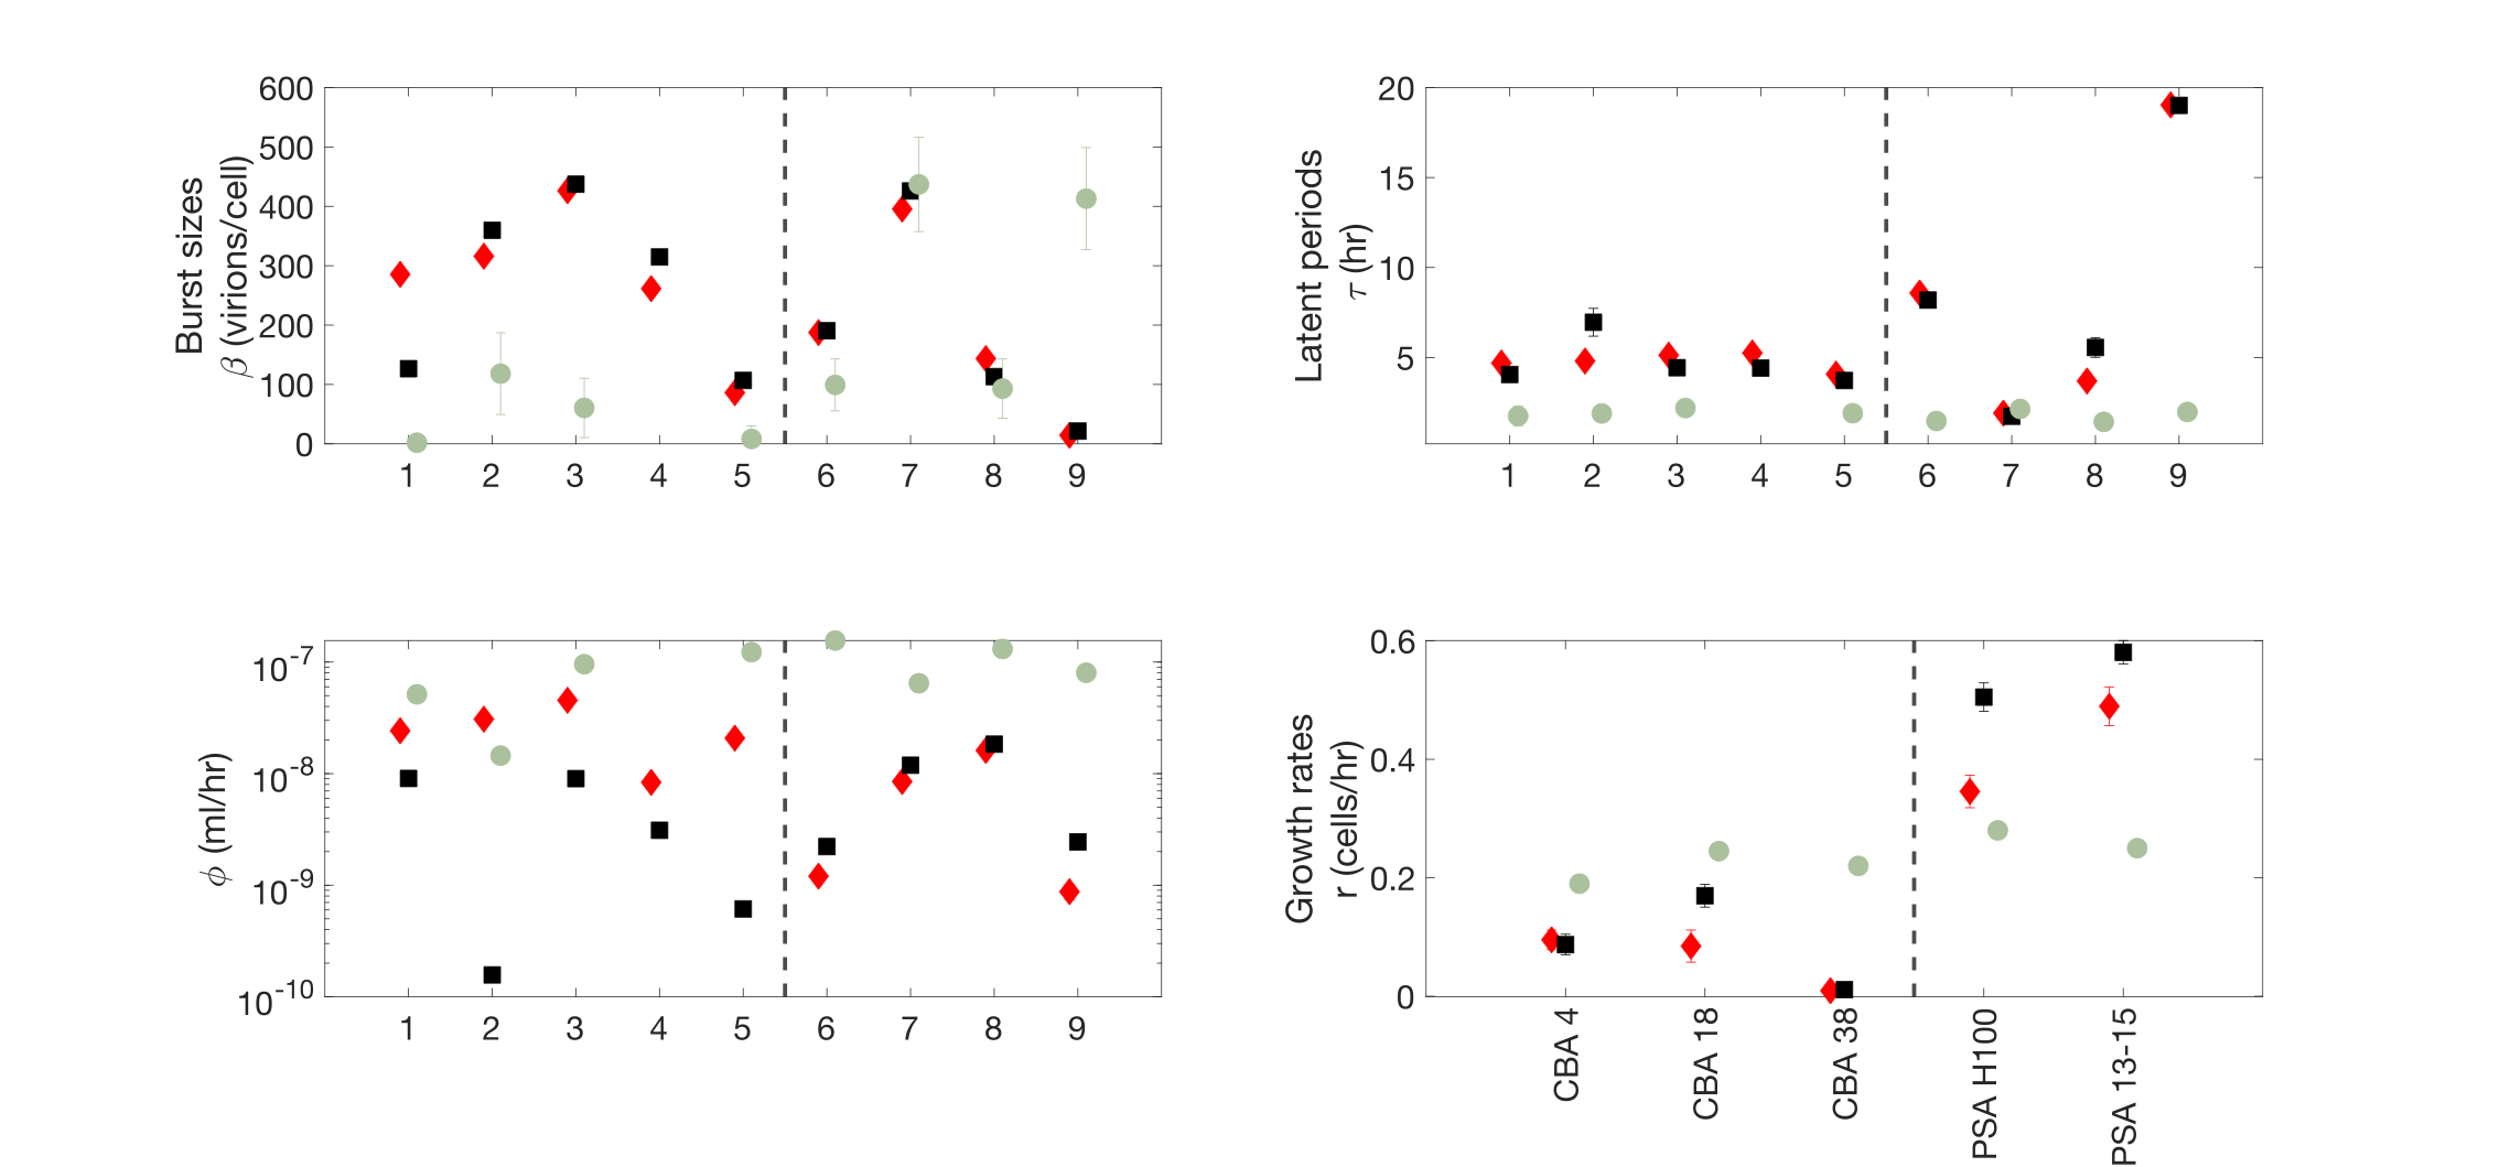 Burst sizes
β (virions/cell)
600
500
400
300
200
100
0
1 2 3 4 5 6 7 8 9
Latent periods
τ (hr)
20
15
10
5
1 2 3 4 5 6 7 8 9
ϕ (ml/hr)
10^-7
10^-8
10^-9
10^-10
1 2 3 4 5 6 7 8 9
Growth rates
r (cells/hr)
0.6
0.4
0.2
0
CBA 4
CBA 18
CBA 38
PSA H100
PSA 13-15